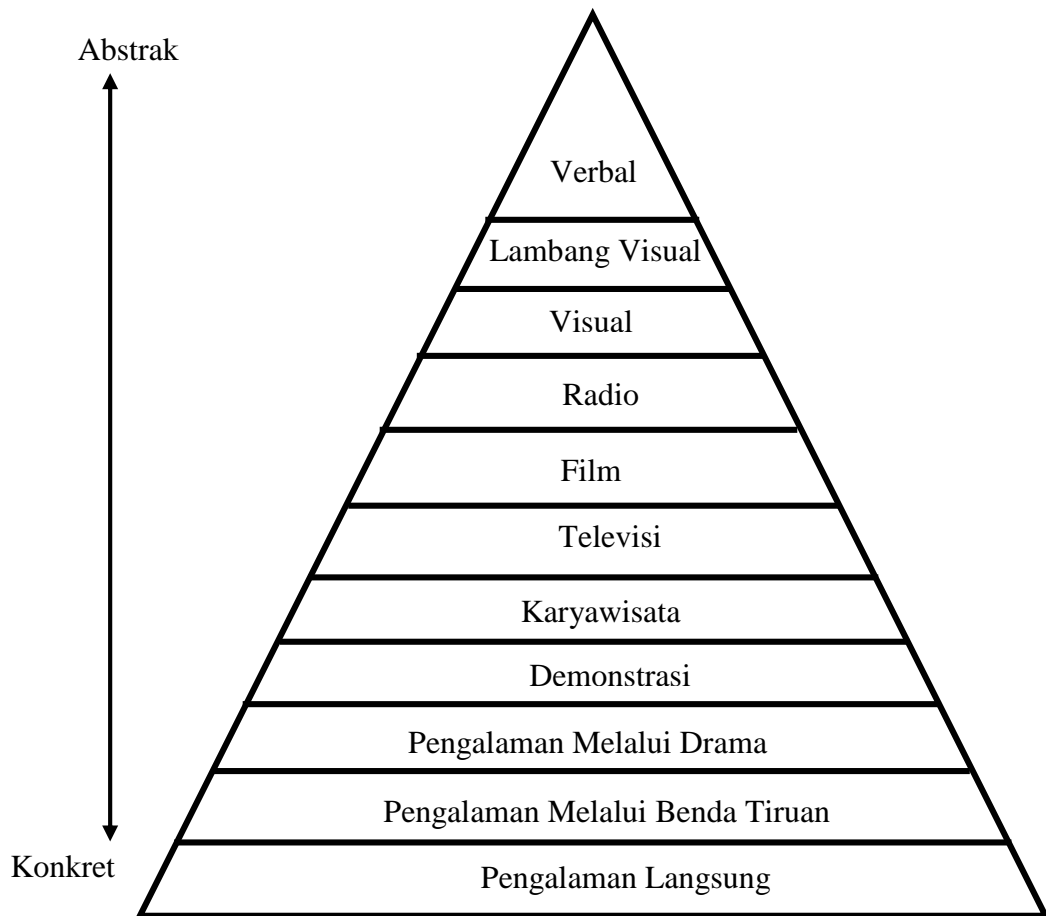 Abstrak
Verbal
Lambang Visual
Visual
Radio
Film
Televisi
Karyawisata
Demonstrasi
Pengalaman Melalui Drama
Pengalaman Melalui Benda Tiruan
Konkret
Pengalaman Langsung